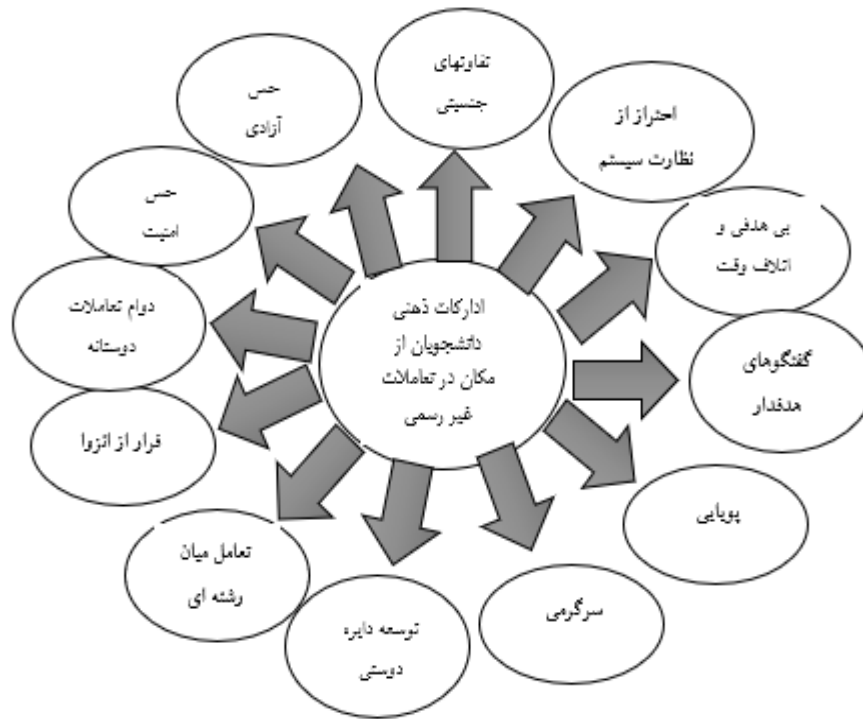 تفاوتهای
جنسیتی
احتراز از
نظارت سیستم
بی هدفی و
اتلاف وقت
گفتگوهای
هدفدار
پویایی
سرگرمی
توسعه دایره
دوستی
تعامل میان
رشته ای
فرار از انزوا
دوام تعاملات
دوستانه
حس
امنیت
حس
آزادی
ادارکات ذهنی
دانشجویان از
مکان در تعاملات
غیر رسمی